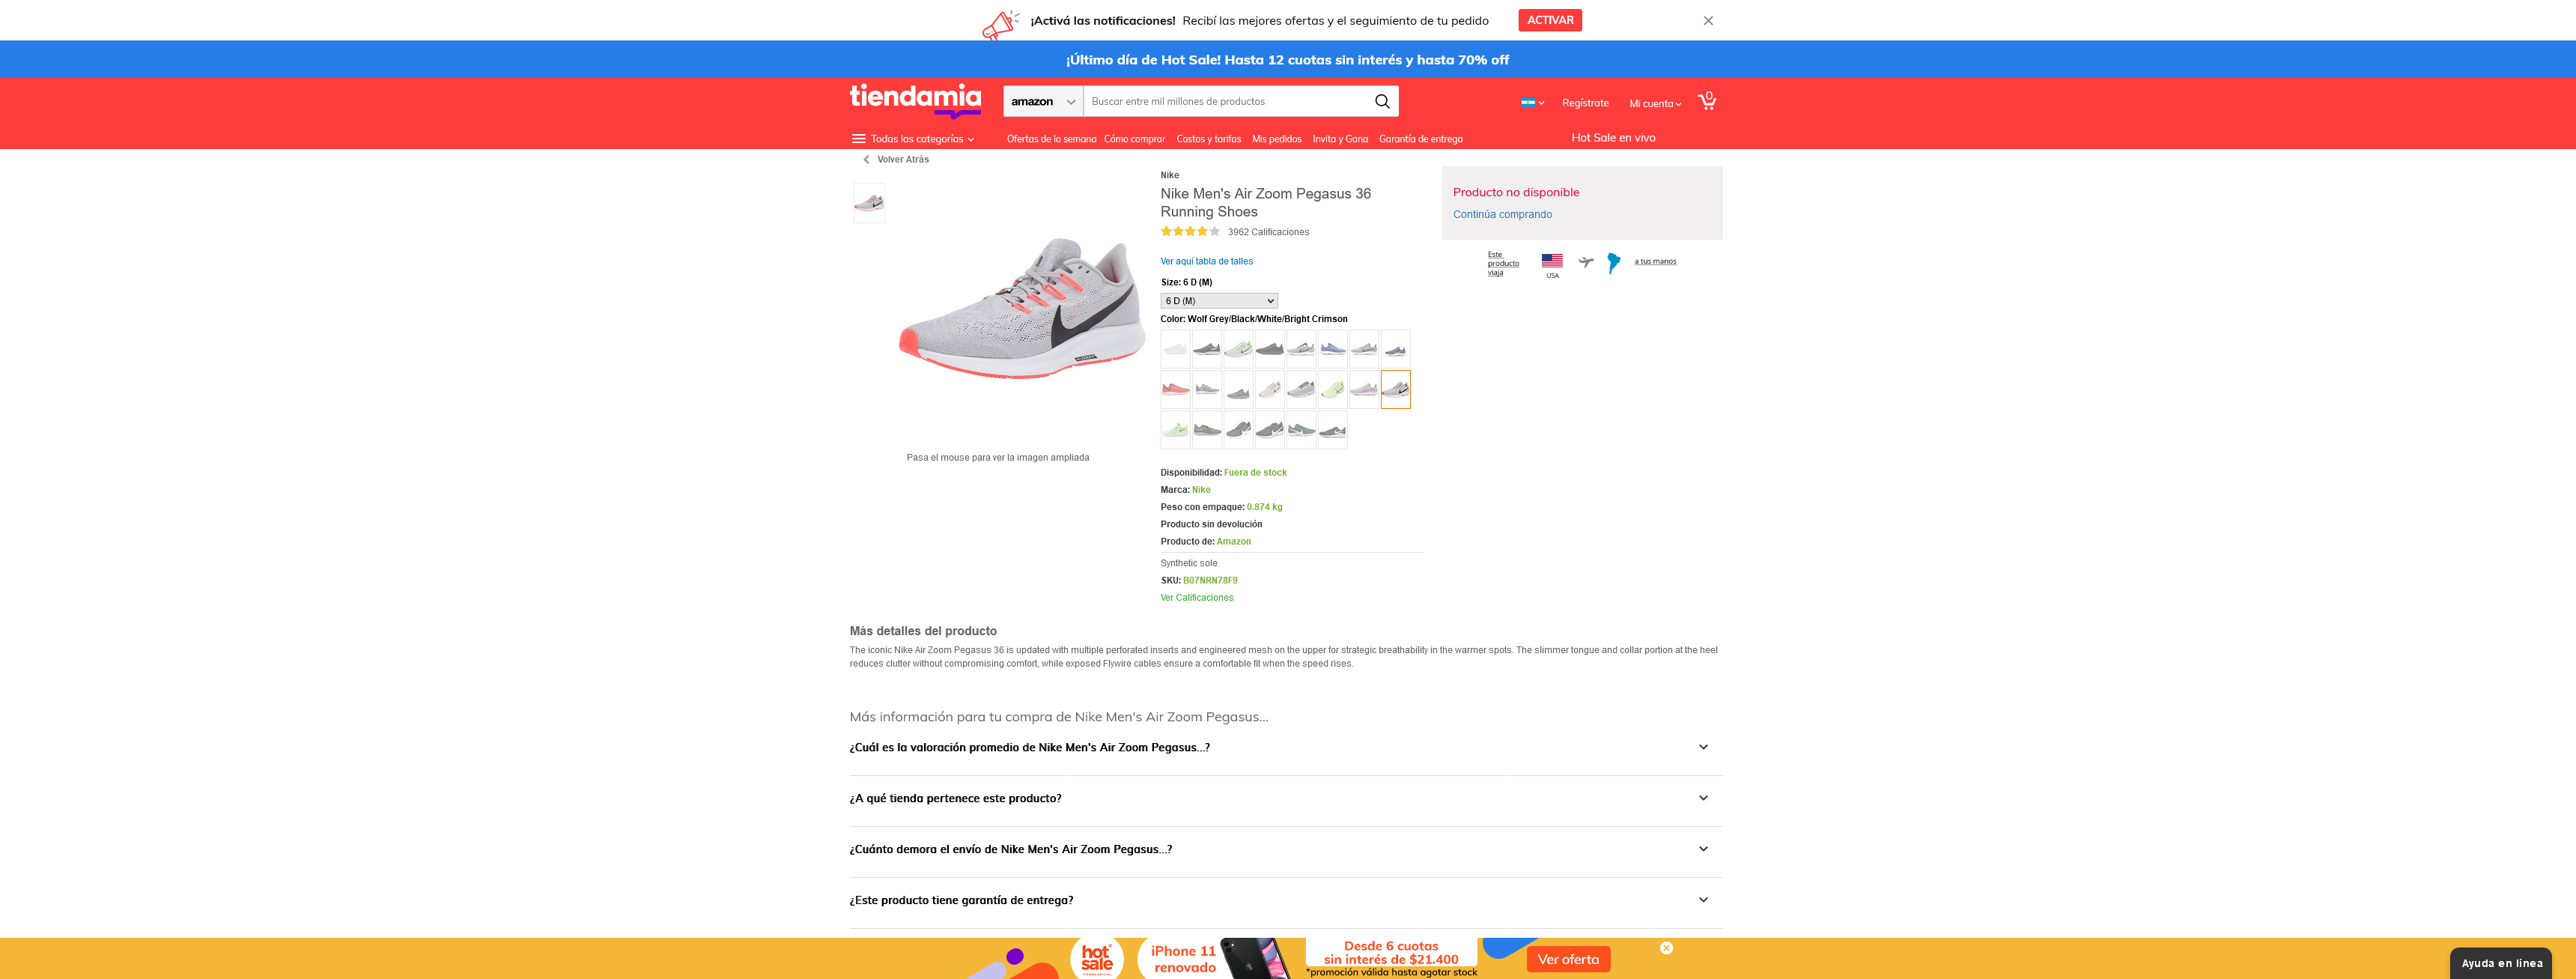 ¡Activá las notificaciones! Recibí las mejores ofertas y el seguimiento de tu pedido ACTIVAR
¡Último día de Hot Sale! Hasta 12 cuotas sin interés y hasta 70% off
tiendamia
amazon
Buscar entre mil millones de productos
Regístrate
Mi cuenta
0
Todas las categorías
Ofertas de la semana
Cómo comprar
Costos y tarifas
Mis pedidos
Invita y Gana
Garantía de entrega
Hot Sale en vivo
Volver Atrás
Nike
Nike Men's Air Zoom Pegasus 36
Running Shoes
3962 Calificaciones
Ver aquí tabla de talles
Size: 6 D (M)
6 D (M)
Color: Wolf Grey/Black/White/Bright Crimson
Pasa el mouse para ver la imagen ampliada
Disponibilidad: Fuera de stock
Marca: Nike
Peso con empaque: 0.874 kg
Producto sin devolución
Producto de: Amazon
Synthetic sole
SKU: B07NRN78F9
Ver Calificaciones
Producto no disponible
Continúa comprando
Este
producto
viaja
USA
a tus manos
Más detalles del producto
The iconic Nike Air Zoom Pegasus 36 is updated with multiple perforated inserts and engineered mesh on the upper for strategic breathability in the warmer spots. The slimmer tongue and collar portion at the heel
reduces clutter without compromising comfort, while exposed Flywire cables ensure a comfortable fit when the speed rises.
Más información para tu compra de Nike Men's Air Zoom Pegasus...
¿Cuál es la valoración promedio de Nike Men's Air Zoom Pegasus...?
¿A qué tienda pertenece este producto?
¿Cuánto demora el envío de Nike Men's Air Zoom Pegasus...?
¿Este producto tiene garantía de entrega?
hot
sale
iPhone 11
renovado
Desde 6 cuotas
sin interés de $21.400
*promoción válida hasta agotar stock
Ver oferta
Ayuda en línea